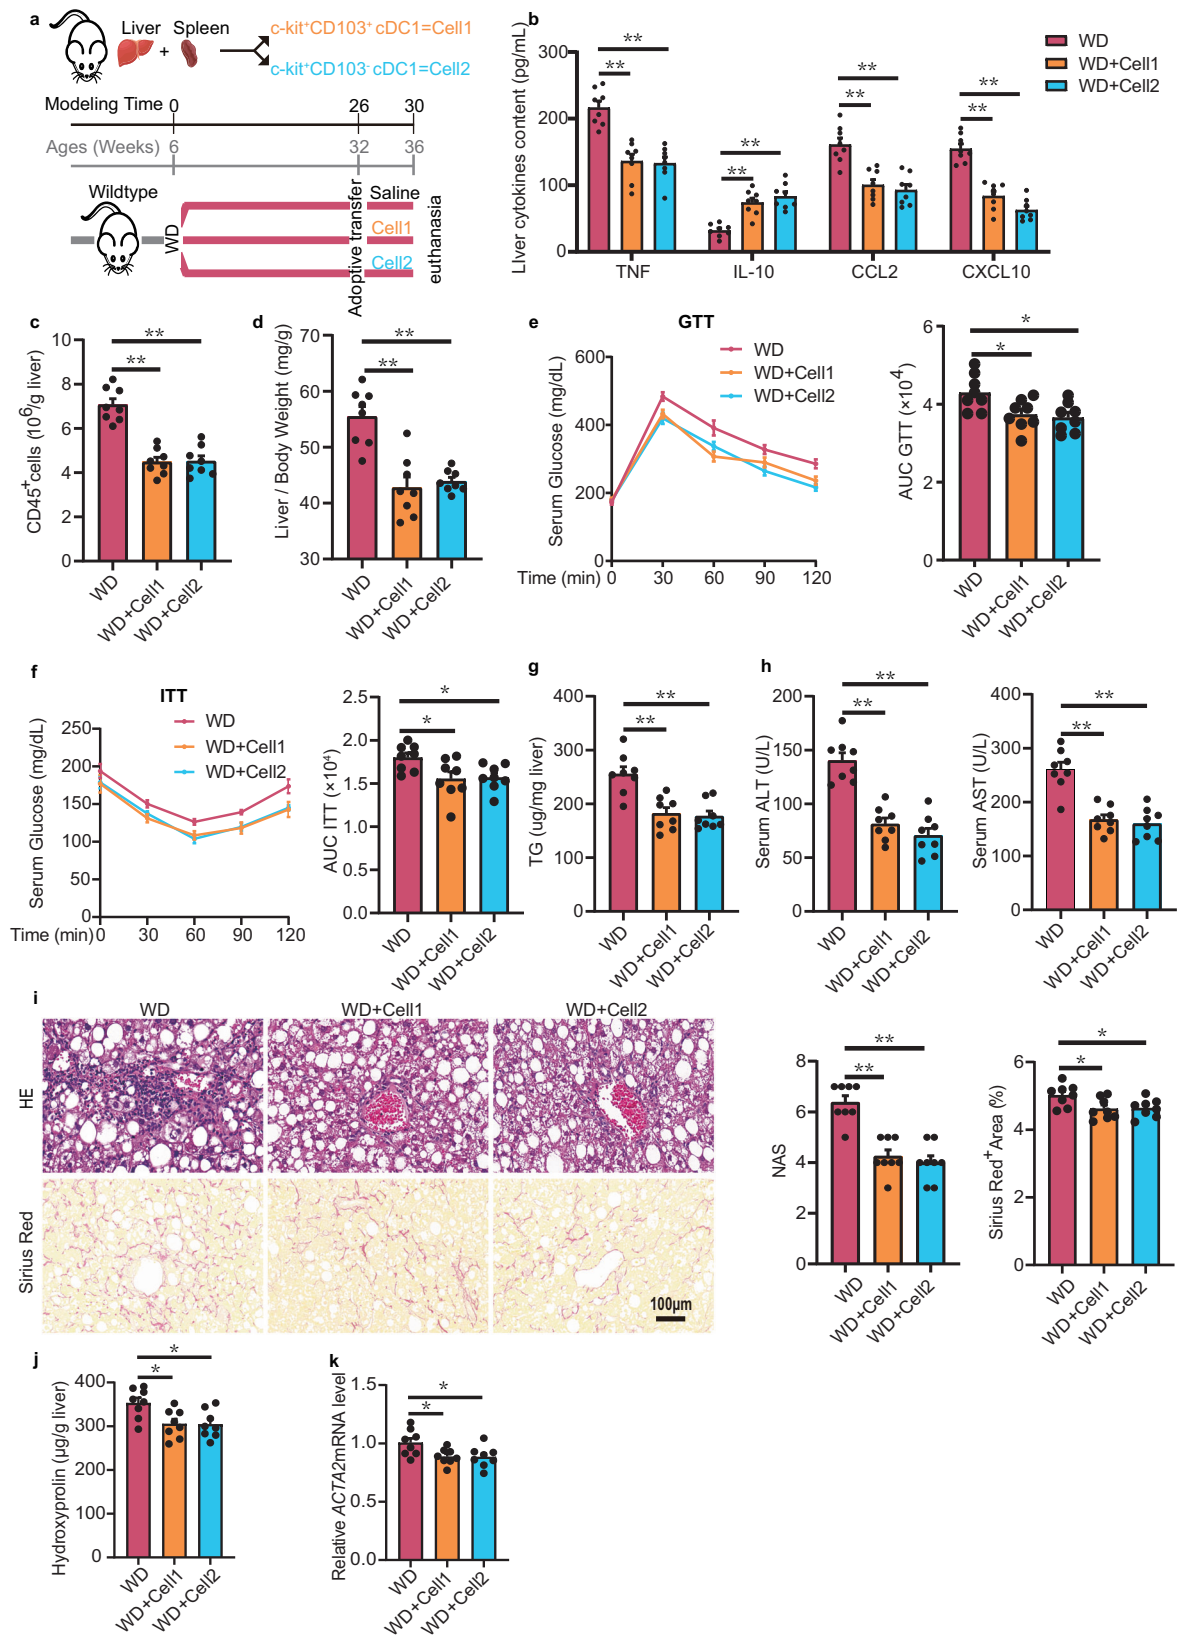 a
Liver
Spleen
+
c-kit⁺CD103⁺ cDC1=Cell1
c-kit⁺CD103⁻ cDC1=Cell2
Modeling Time 0 26 30
Ages (Weeks) 6 32 36
Wildtype
WD
Adoptive transfer
Saline
Cell1
Cell2
euthanasia
b
LIver cytokines content (pg/mL)
300
200
100
0
**
**
**
**
**
**
**
**
TNF IL-10 CCL2 CXCL10
WD
WD+Cell1
WD+Cell2
c
CD45⁺cells (10⁶/g liver)
10
8
6
4
2
0
**
**
WD
WD+Cell1
WD+Cell2
d
Liver / Body Weight (mg/g)
70
60
50
40
30
**
**
WD
WD+Cell1
WD+Cell2
e
GTT
Serum Glucose (mg/dL)
600
400
200
0
WD
WD+Cell1
WD+Cell2
Time (min) 0 30 60 90 120
AUC GTT (×10⁴)
6
4
2
0
*
*
WD
WD+Cell1
WD+Cell2
f
ITT
Serum Glucose (mg/dL)
250
200
150
100
50
0
WD
WD+Cell1
WD+Cell2
Time (min) 0 30 60 90 120
AUC ITT (×10⁴)
2.5
2.0
1.5
1.0
0.5
0.0
*
*
WD
WD+Cell1
WD+Cell2
g
TG (ug/mg liver)
400
300
200
100
0
**
**
WD
WD+Cell1
WD+Cell2
h
Serum ALT (U/L)
200
150
100
50
0
**
**
WD
WD+Cell1
WD+Cell2
Serum AST (U/L)
400
300
200
100
0
**
**
WD
WD+Cell1
WD+Cell2
i
WD WD+Cell1 WD+Cell2
HE
Sirius Red
100μm
NAS
8
6
4
2
0
**
**
WD
WD+Cell1
WD+Cell2
Sirius Red⁺Area (%)
6
4
2
0
*
*
WD
WD+Cell1
WD+Cell2
j
Hydroxyprolin (μg/g liver)
400
300
200
100
0
*
*
WD
WD+Cell1
WD+Cell2
k
Relative ACTA2mRNA level
1.5
1.0
0.5
0.0
*
*
WD
WD+Cell1
WD+Cell2